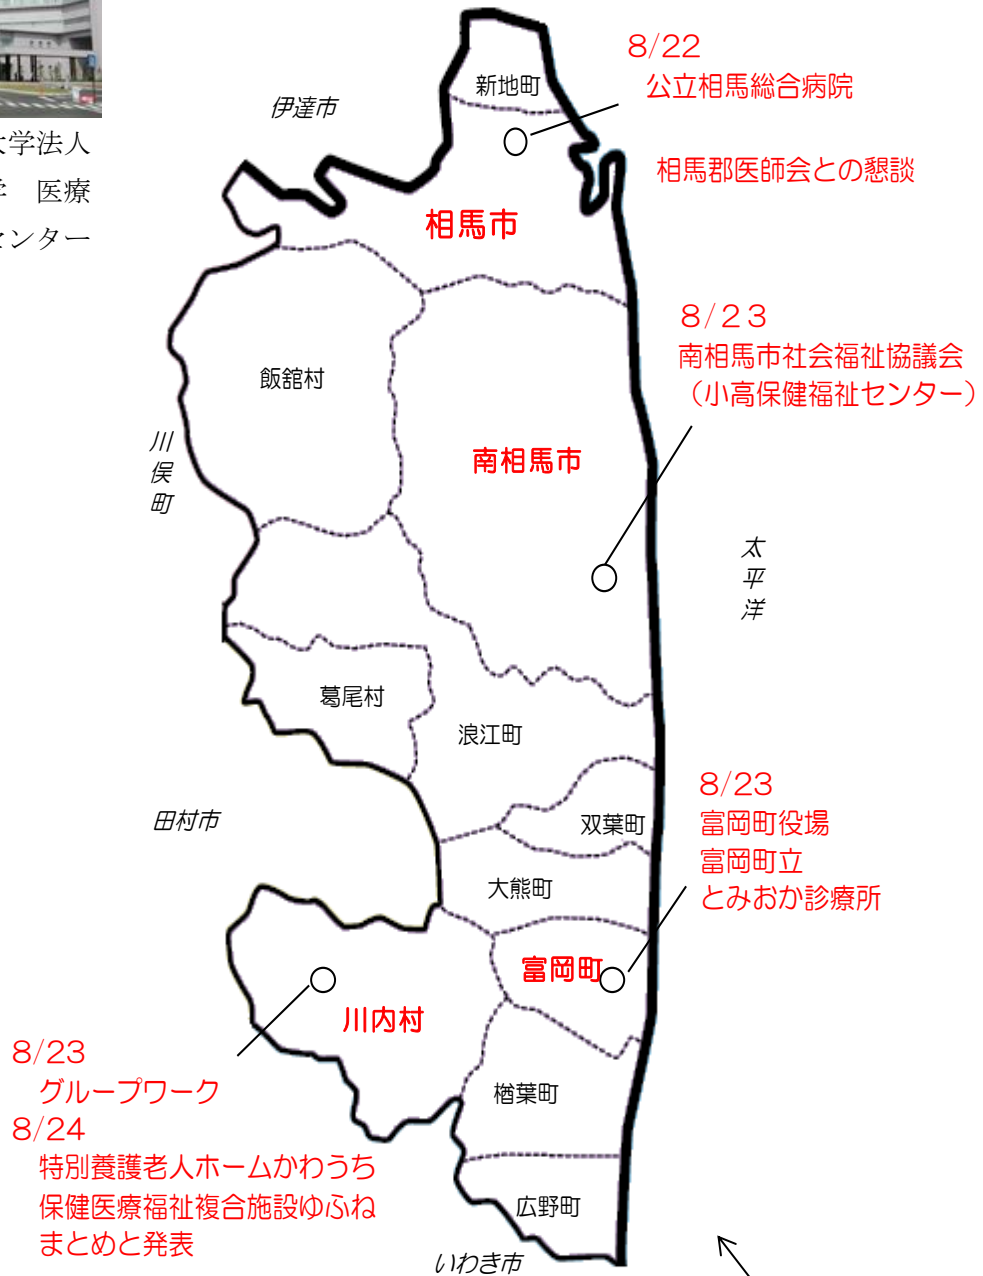 大学法人
学　医療
センター
8/22
公立相馬総合病院
相馬郡医師会との懇談
新地町
伊達市
相馬市
8/23
南相馬市社会福祉協議会
（小高保健福祉センター）
飯舘村
川俣町
南相馬市
太平洋
葛尾村
浪江町
田村市
双葉町
8/23
富岡町役場
富岡町立
とみおか診療所
大熊町
富岡町
川内村
8/23
グループワーク
8/24
特別養護老人ホームかわうち
保健医療福祉複合施設ゆふね
まとめと発表
楢葉町
広野町
いわき市